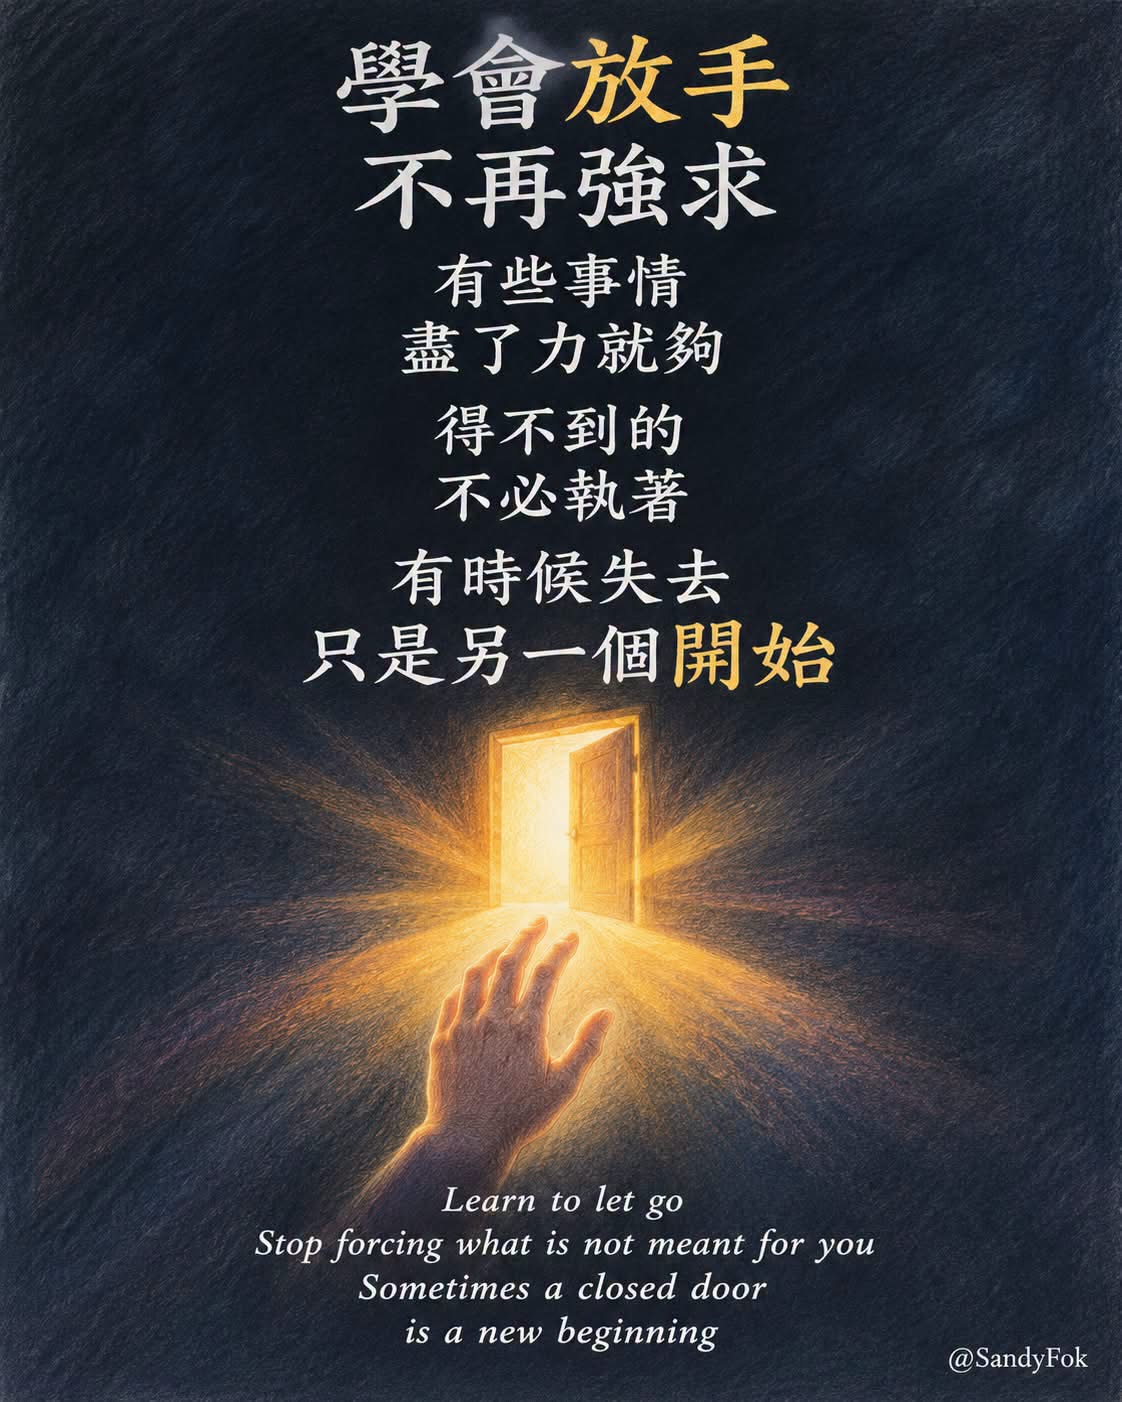 學會放手
不再強求
有些事情
盡了力就夠
得不到的
不必執著
有時候失去
只是另一個開始
Learn to let go
Stop forcing what is not meant for you
Sometimes a closed door
is a new beginning
@SandyFok